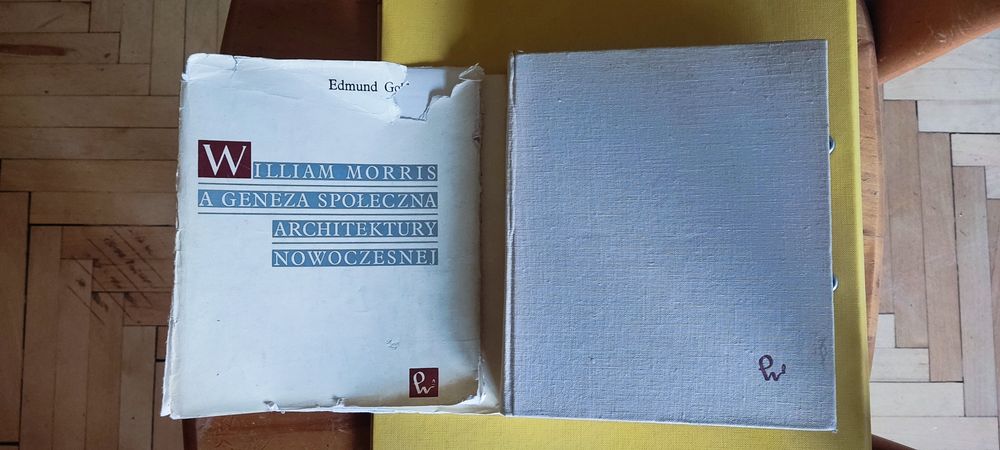 Edmund
WILLIAM MORRIS
A GENEZA SPOŁECZNA
ARCHITEKTURY
NOWOCZESNEJ